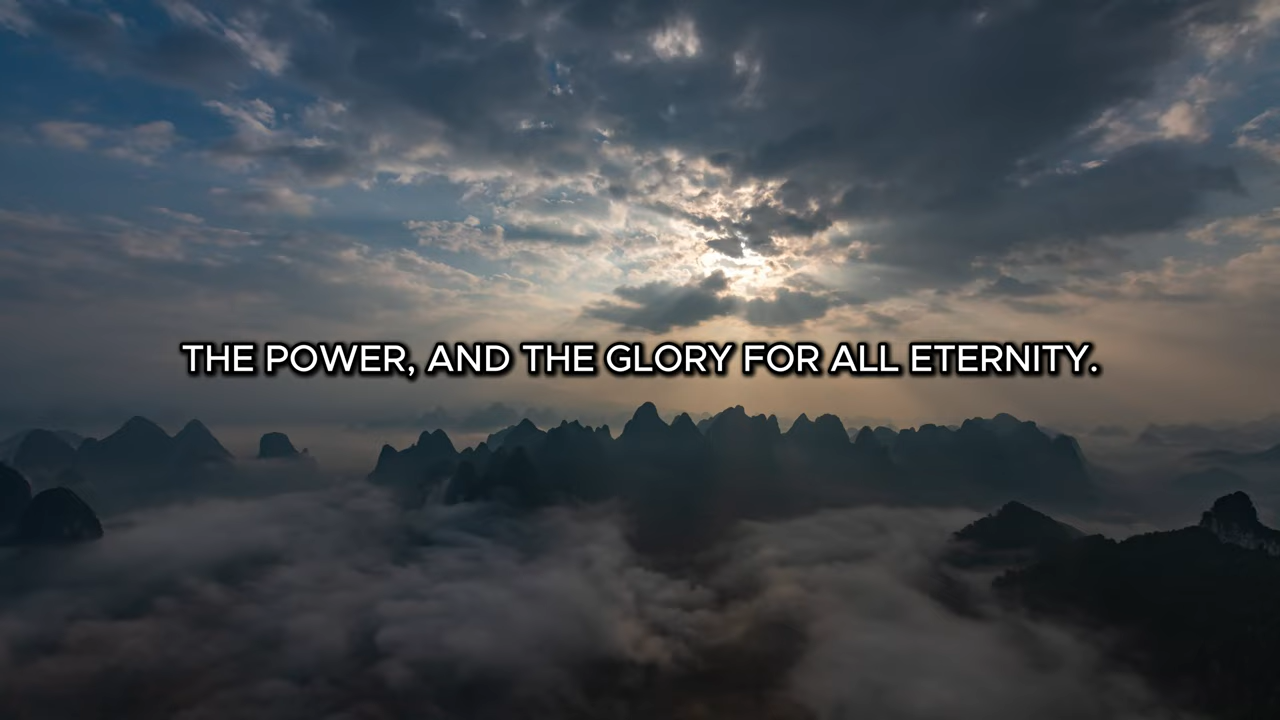 THE POWER, AND THE GLORY FOR ALL ETERNITY.